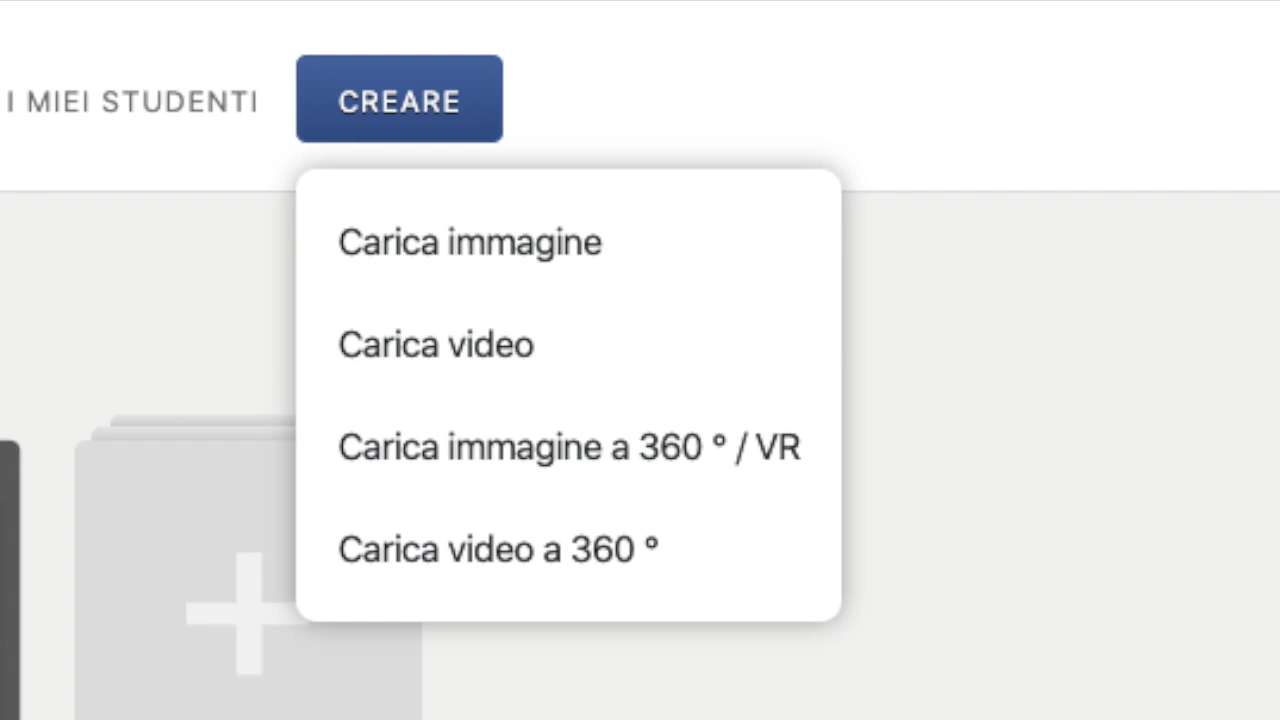 I MIEI STUDENTI CREARE
Carica immagine
Carica video
Carica immagine a 360 ° / VR
Carica video a 360 °